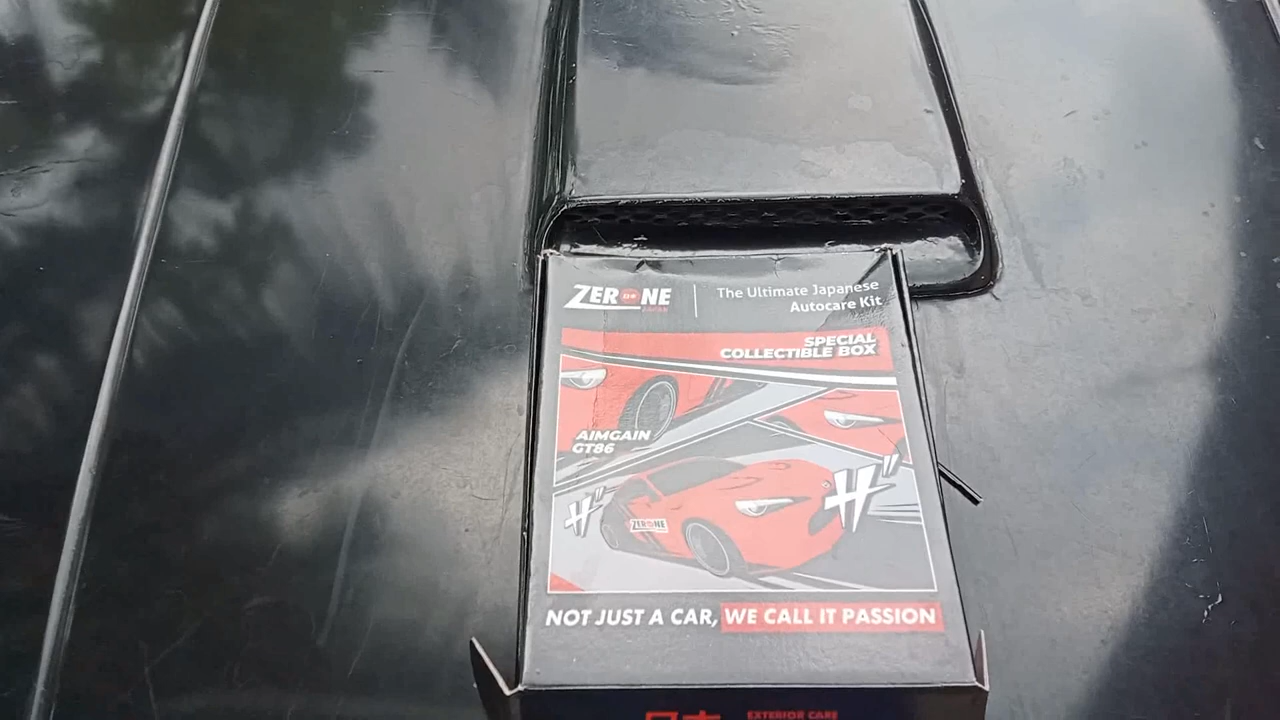 ZERONE
JAPAN
The Ultimate Japanese
Autocare Kit
SPECIAL
COLLECTIBLE BOX
AIMGAIN
GT86
ZERONE
NOT JUST A CAR, WE CALL IT PASSION
EXTERIOR CARE